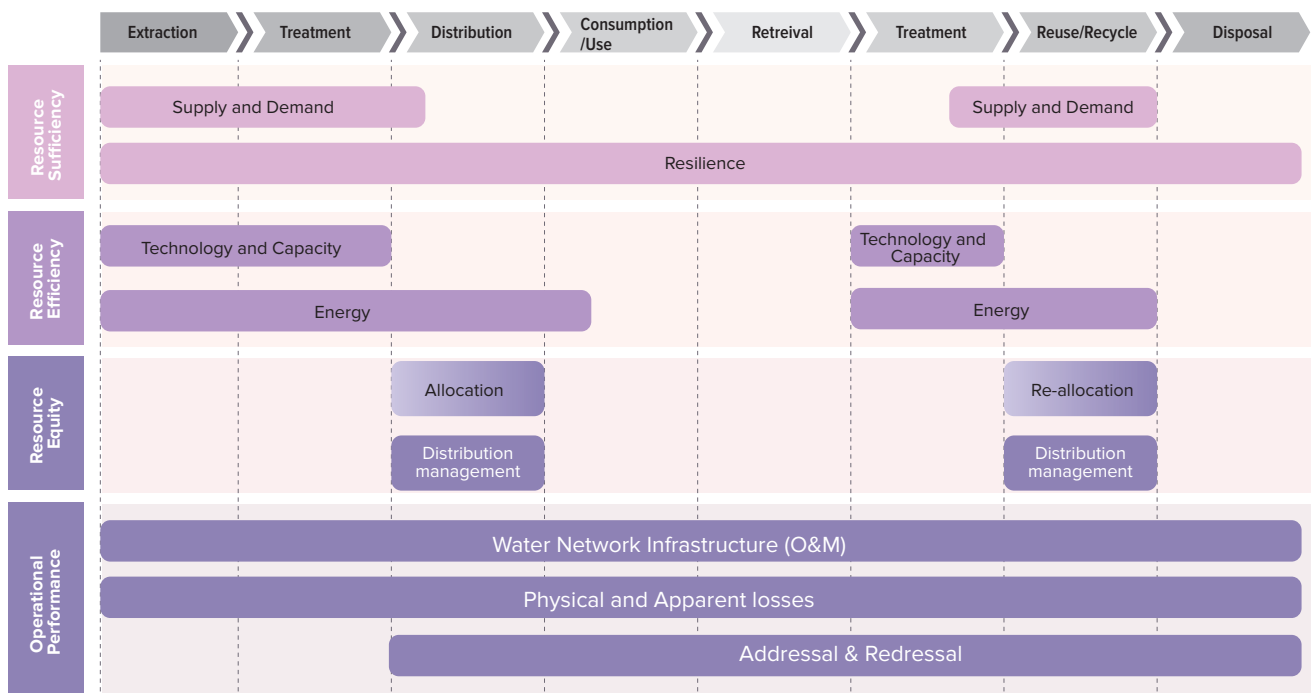 Extraction
Treatment
Distribution
Consumption
/Use
Retreival
Treatment
Reuse/Recycle
Disposal
Resource
Sufficiency
Supply and Demand
Supply and Demand
Resilience
Resource
Efficiency
Technology and Capacity
Technology and
Capacity
Energy
Energy
Resource
Equity
Allocation
Re-allocation
Distribution
management
Distribution
management
Operational
Performance
Water Network Infrastructure (O&M)
Physical and Apparent losses
Addressal & Redressal